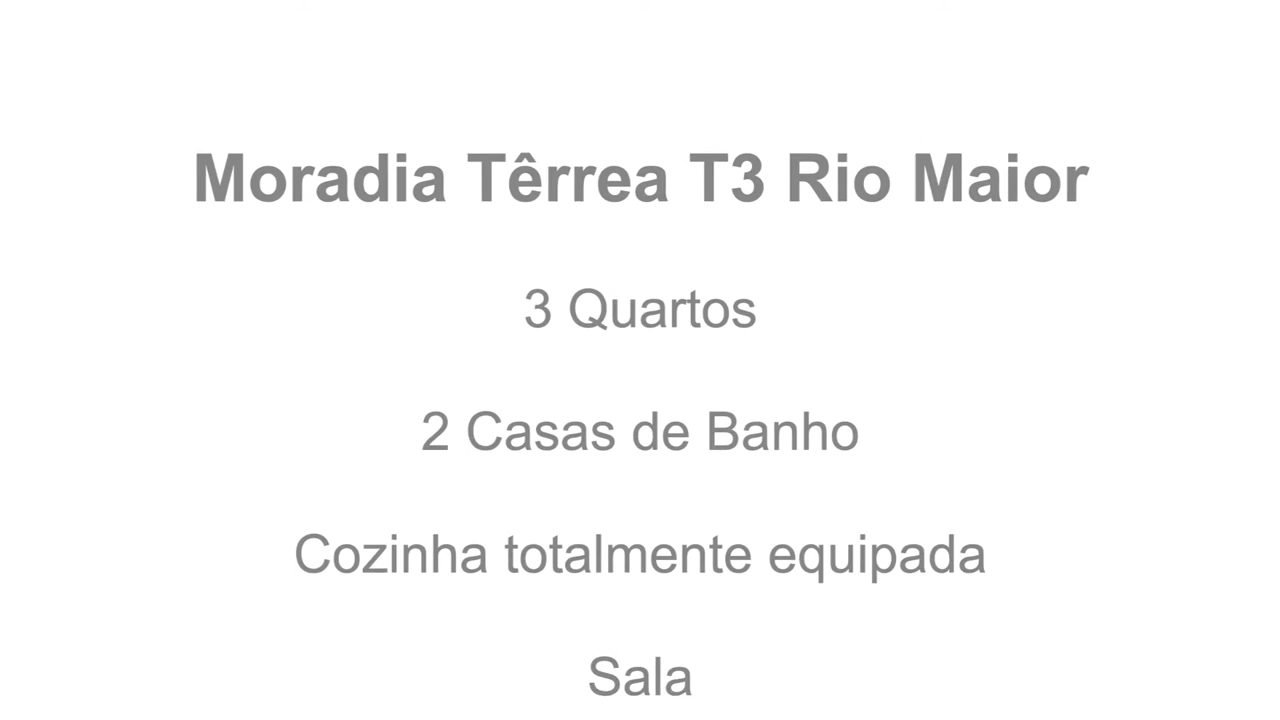 Moradia Têrrea T3 Rio Maior
3 Quartos
2 Casas de Banho
Cozinha totalmente equipada
Sala